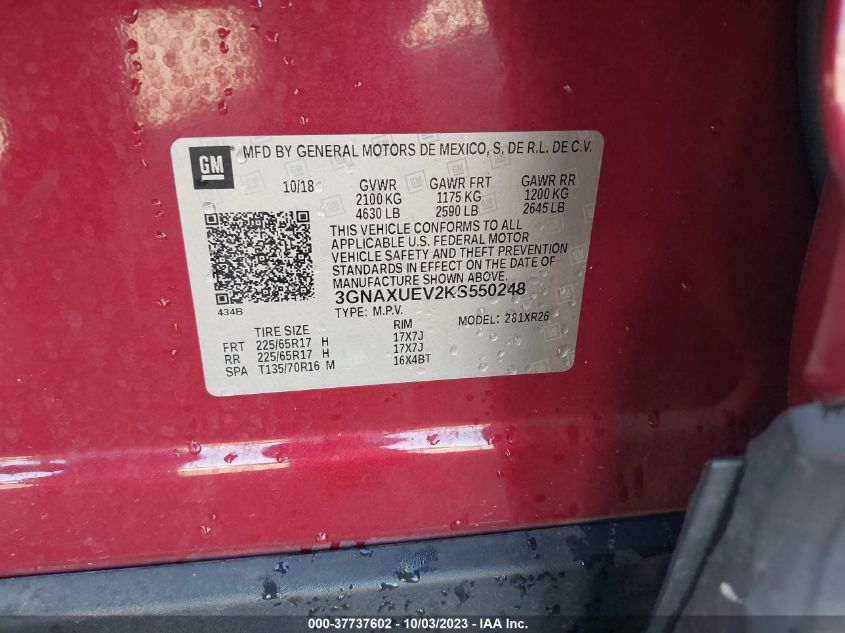 GM ® MFD BY GENERAL MOTORS DE MEXICO, S. DE R.L. DE C.V.
10/18 GVWR GAWR FRT GAWR RR
2100 KG 1175 KG 1200 KG
4630 LB 2590 LB 2645 LB
THIS VEHICLE CONFORMS TO ALL
APPLICABLE U.S. FEDERAL MOTOR
VEHICLE SAFETY AND THEFT PREVENTION
STANDARDS IN EFFECT ON THE DATE OF
MANUFACTURE SHOWN ABOVE.
434B
3GNAXUEV2KS550248
TYPE: M.P.V. MODEL: 281XR26
TIRE SIZE RIM
FRT 225/65R17 H 17X7J
RR 225/65R17 H 17X7J
SPA T135/70R16 M 16X4BT
000-37737602 - 10/03/2023 - IAA Inc.